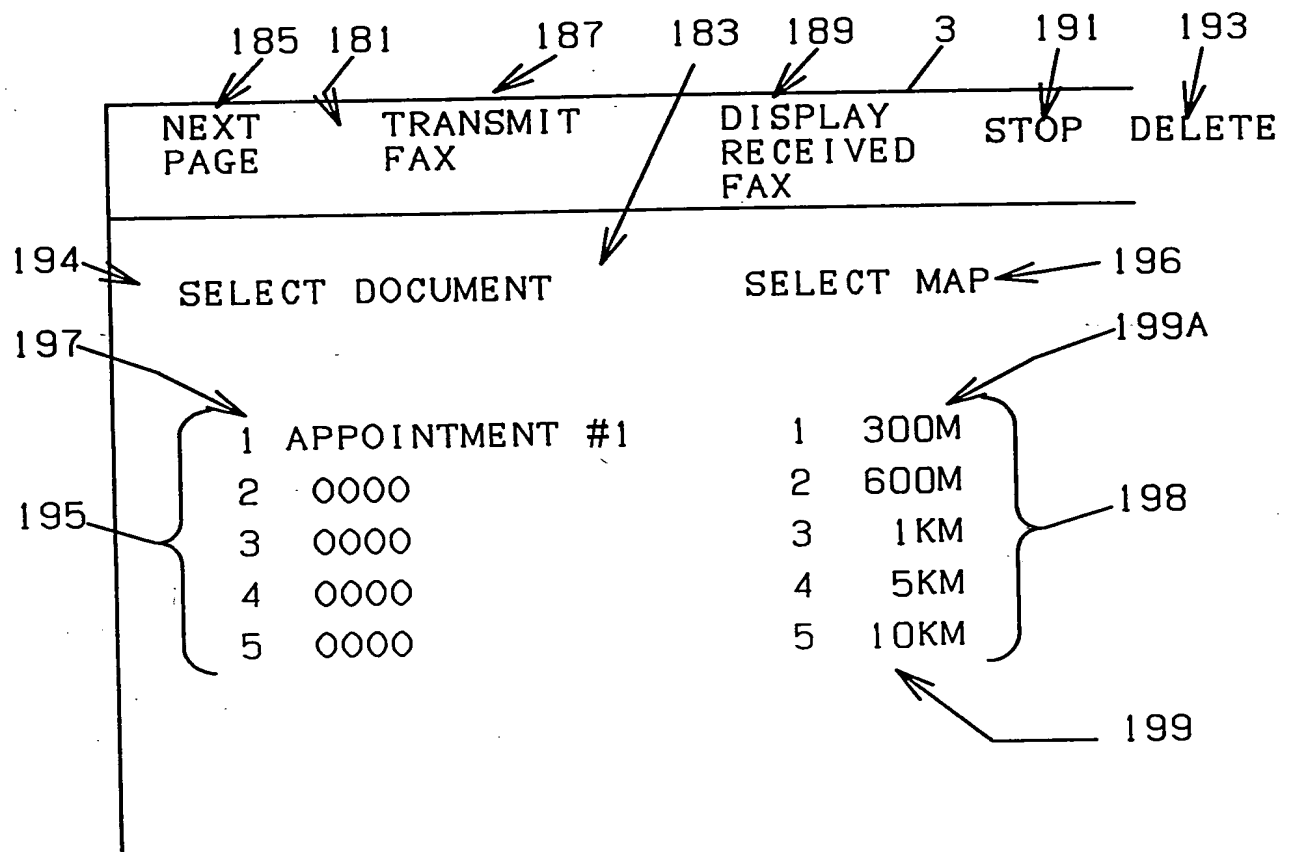 185 181 187 183 189 3 191 193
NEXT TRANSMIT DISPLAY STOP DELETE
PAGE FAX RECEIVED
FAX
194 SELECT DOCUMENT SELECT MAP 196
197 199A
1 APPOINTMENT #1 1 300M
2 0000 2 600M
195 3 0000 3 1KM 198
4 0000 4 5KM
5 0000 5 10KM
199